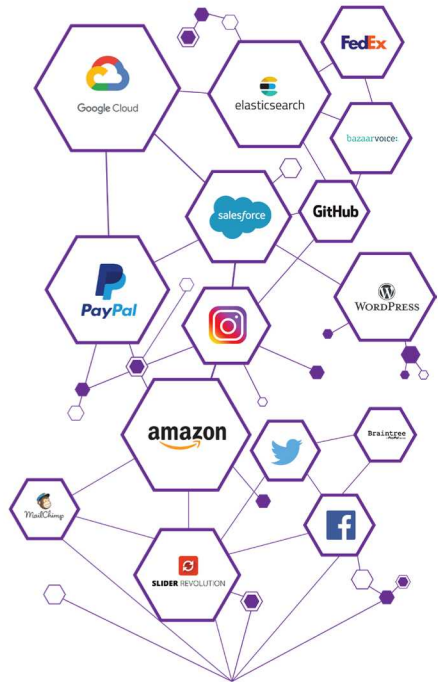 FedEx
Google Cloud
elasticsearch
bazaarvoice:
salesforce
GitHub
PayPal
WORDPRESS
amazon
Braintree
MailChimp
SLIDER REVOLUTION